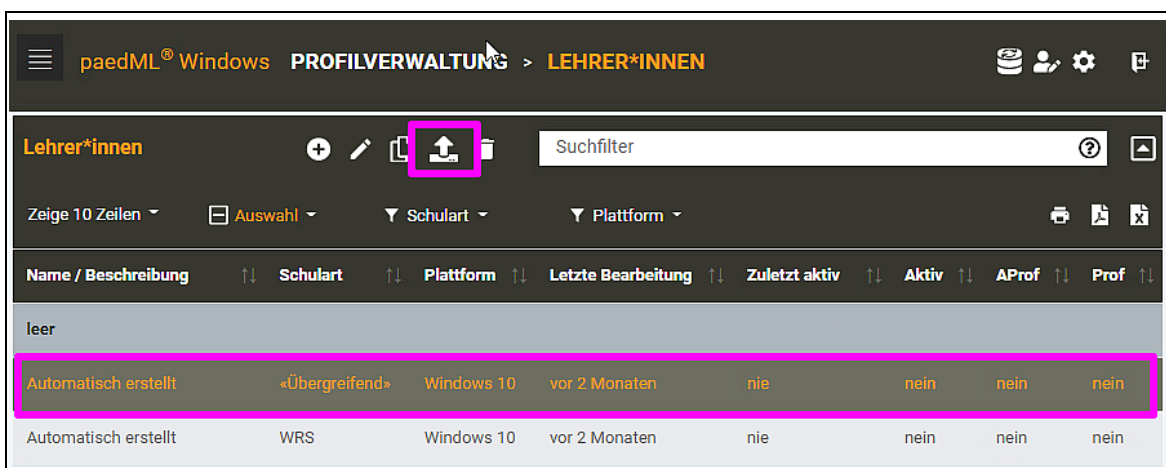 paedML® Windows PROFILVERWALTUNG > LEHRER*INNEN
Lehrer*innen Suchfilter
Zeige 10 Zeilen Auswahl Schulart Plattform
Name / Beschreibung Schulart Plattform Letzte Bearbeitung Zuletzt aktiv Aktiv AProf Prof
leer
Automatisch erstellt «Übergreifend» Windows 10 vor 2 Monaten nie nein nein nein
Automatisch erstellt WRS Windows 10 vor 2 Monaten nie nein nein nein